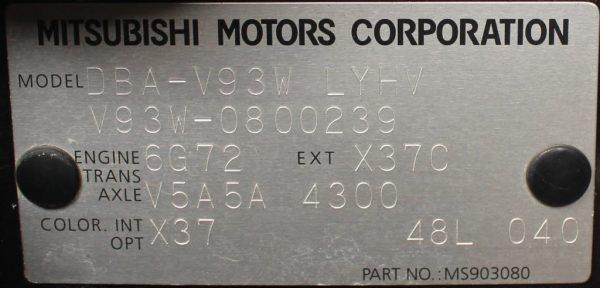 MITSUBISHI MOTORS CORPORATION
MODEL DBA-V93W LYHV
V93W-0800239
ENGINE 6G72 EXT X37C
TRANS
AXLE V5A5A 4300
COLOR. INT X37 48L 040
OPT
PART NO.:MS903080